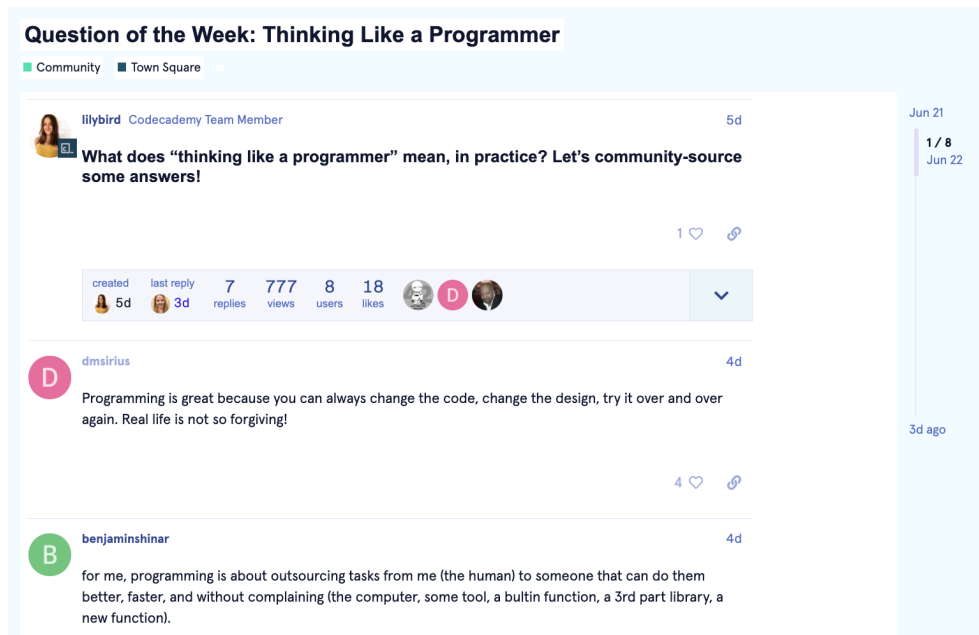 Question of the Week: Thinking Like a Programmer
Community Town Square
Jun 21
1 / 8
Jun 22
3d ago
lilybird Codecademy Team Member 5d
What does “thinking like a programmer” mean, in practice? Let’s community-source
some answers!
1
created last reply 7 777 8 18
5d 3d replies views users likes
D
D
dmsirius 4d
Programming is great because you can always change the code, change the design, try it over and over
again. Real life is not so forgiving!
4
B
benjaminshinar 4d
for me, programming is about outsourcing tasks from me (the human) to someone that can do them
better, faster, and without complaining (the computer, some tool, a bultin function, a 3rd part library, a
new function).